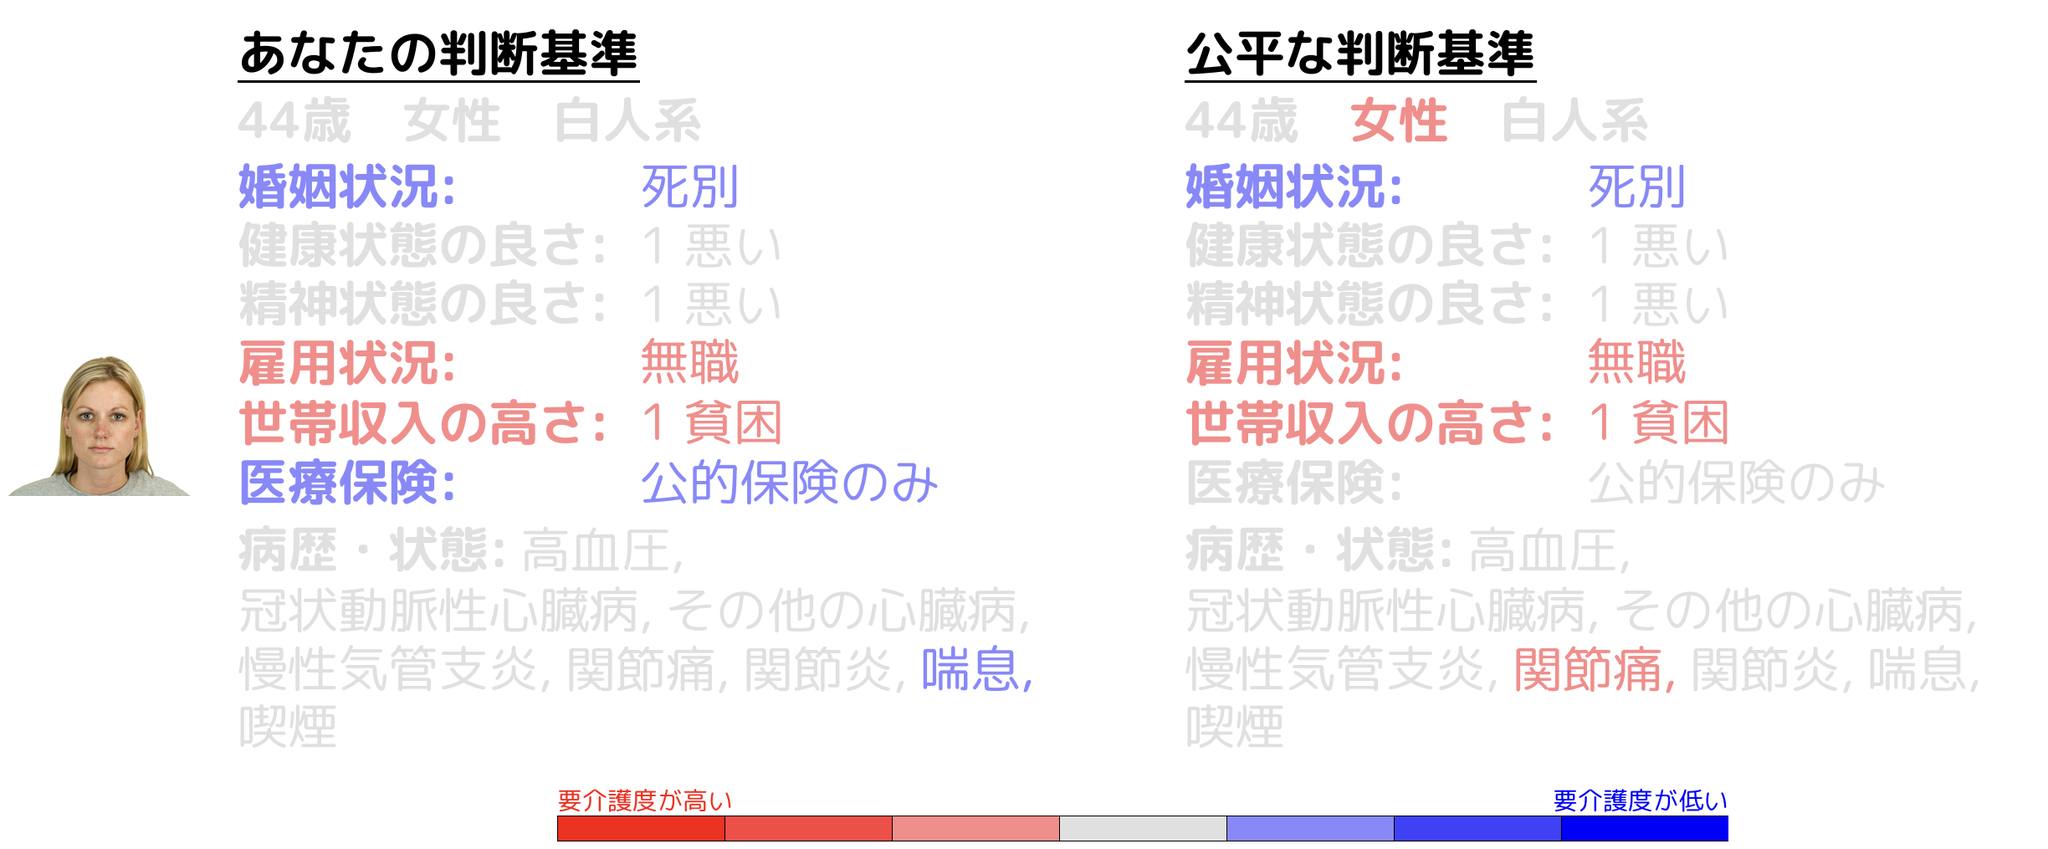 あなたの判断基準
44歳 女性 白人系
婚姻状況: 死別
健康状態の良さ: 1 悪い
精神状態の良さ: 1 悪い
雇用状況: 無職
世帯収入の高さ: 1 貧困
医療保険: 公的保険のみ
病歴・状態: 高血圧,
冠状動脈性心臓病, その他の心臓病,
慢性気管支炎, 関節痛, 関節炎, 喘息,
喫煙
公平な判断基準
44歳 女性 白人系
婚姻状況: 死別
健康状態の良さ: 1 悪い
精神状態の良さ: 1 悪い
雇用状況: 無職
世帯収入の高さ: 1 貧困
医療保険: 公的保険のみ
病歴・状態: 高血圧,
冠状動脈性心臓病, その他の心臓病,
慢性気管支炎, 関節痛, 関節炎, 喘息,
喫煙
要介護度が高い
要介護度が低い